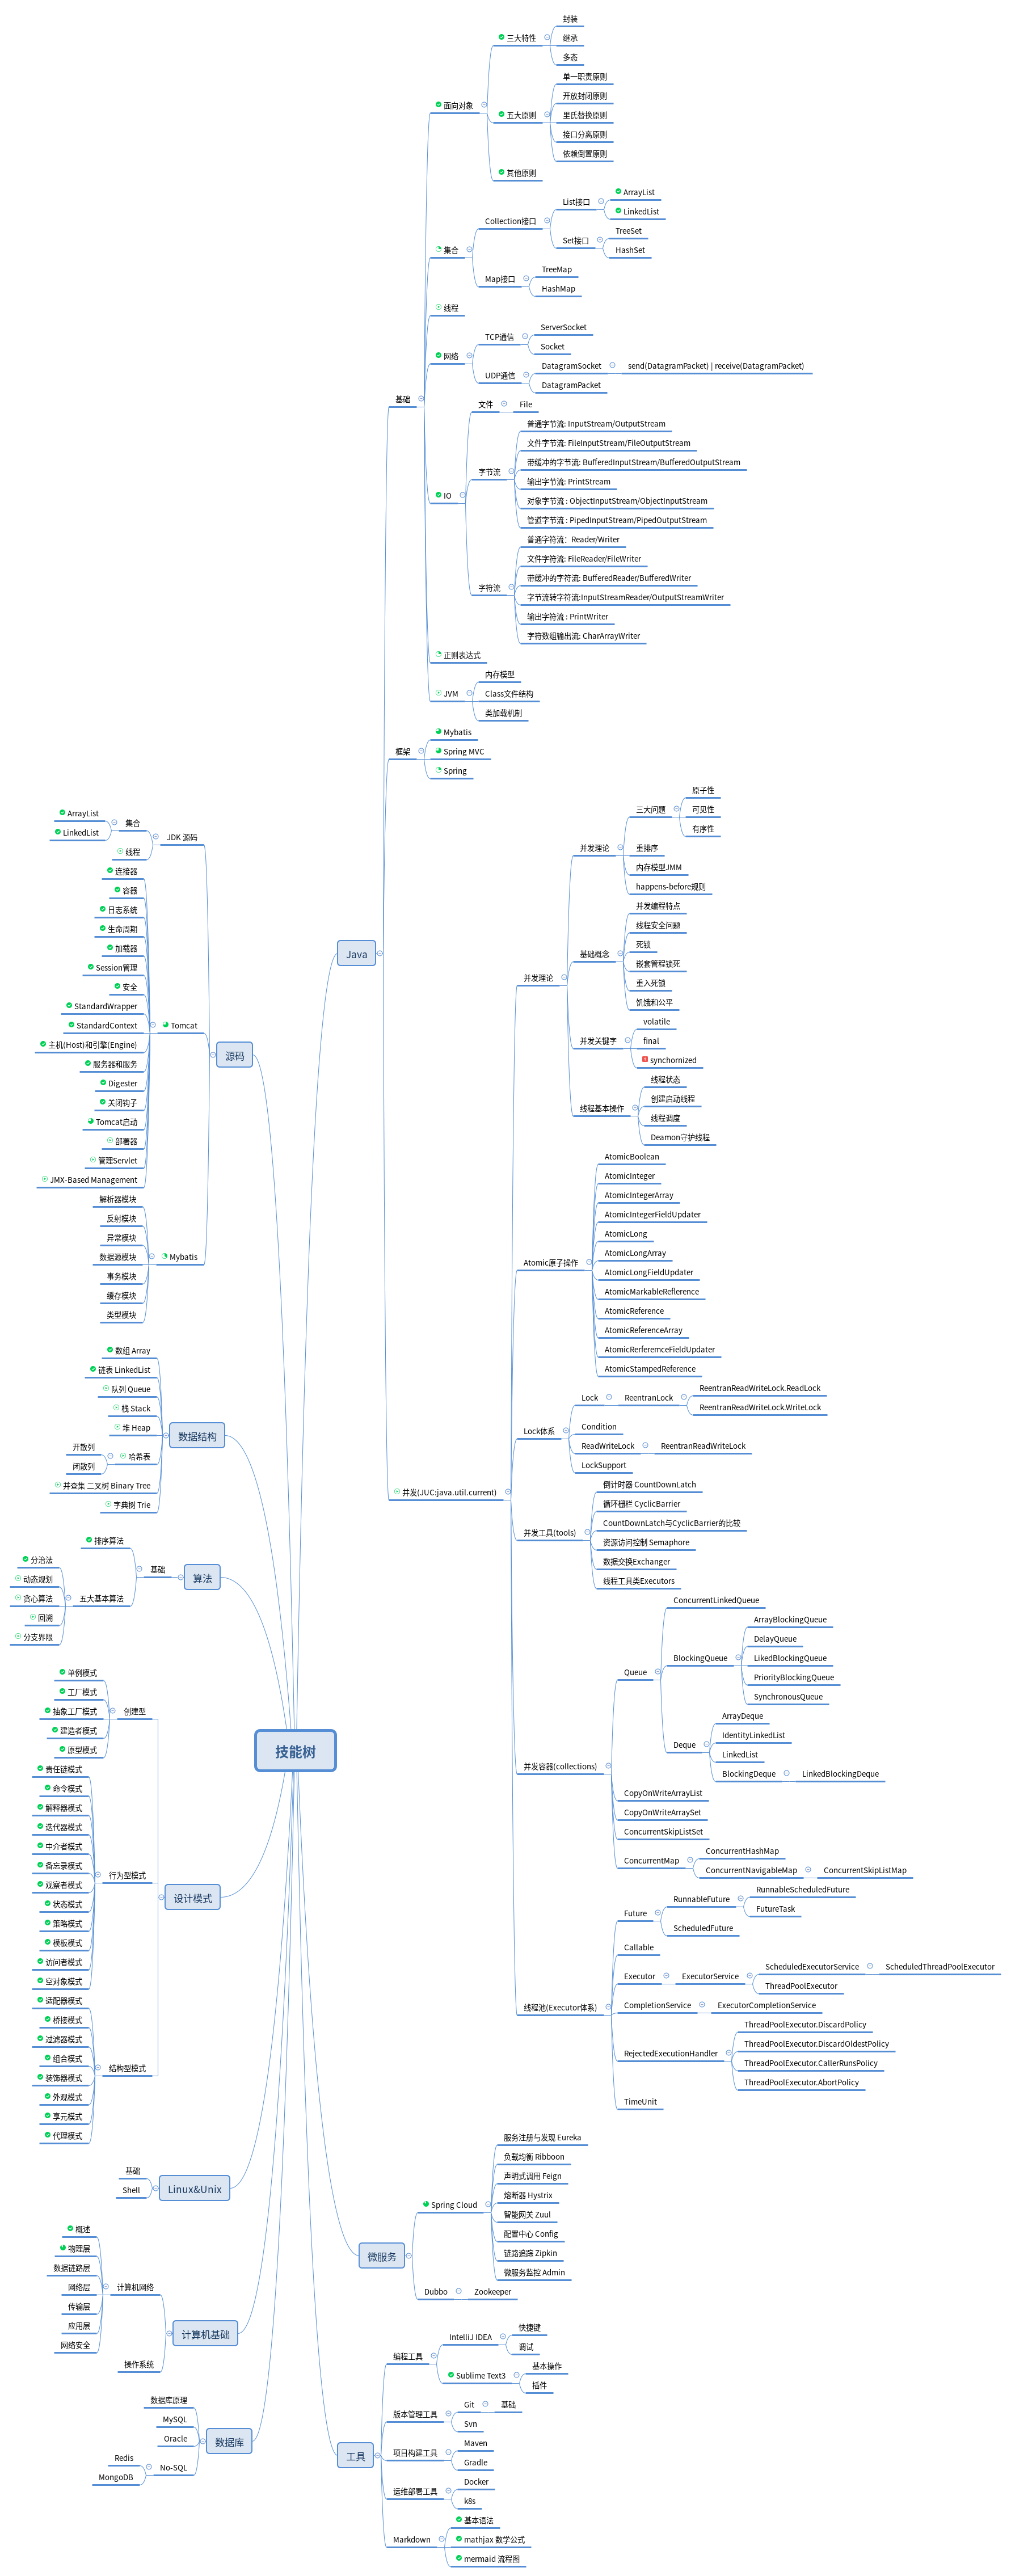 技能树
Java
基础
面向对象
三大特性
封装
继承
多态
五大原则
单一职责原则
开放封闭原则
里氏替换原则
接口分离原则
依赖倒置原则
其他原则
集合
Collection接口
List接口
ArrayList
LinkedList
Set接口
TreeSet
HashSet
Map接口
TreeMap
HashMap
线程
网络
TCP通信
ServerSocket
Socket
UDP通信
DatagramSocket
send(DatagramPacket) | receive(DatagramPacket)
DatagramPacket
IO
文件
File
字节流
普通字节流: InputStream/OutputStream
文件字节流: FileInputStream/FileOutputStream
带缓冲的字节流: BufferedInputStream/BufferedOutputStream
输出字节流: PrintStream
对象字节流 : ObjectInputStream/ObjectInputStream
管道字节流 : PipedInputStream/PipedOutputStream
字符流
普通字符流：Reader/Writer
文件字符流: FileReader/FileWriter
带缓冲的字符流: BufferedReader/BufferedWriter
字节流转字符流:InputStreamReader/OutputStreamWriter
输出字符流 : PrintWriter
字符数组输出流: CharArrayWriter
正则表达式
JVM
内存模型
Class文件结构
类加载机制
框架
Mybatis
Spring MVC
Spring
并发(JUC:java.util.current)
并发理论
并发理论
三大问题
原子性
可见性
有序性
重排序
内存模型JMM
happens-before规则
基础概念
并发编程特点
线程安全问题
死锁
嵌套管程锁死
重入死锁
饥饿和公平
并发关键字
volatile
final
synchornized
线程基本操作
线程状态
创建启动线程
线程调度
Deamon守护线程
Atomic原子操作
AtomicBoolean
AtomicInteger
AtomicIntegerArray
AtomicIntegerFieldUpdater
AtomicLong
AtomicLongArray
AtomicLongFieldUpdater
AtomicMarkableReflerence
AtomicReference
AtomicReferenceArray
AtomicRerferemceFieldUpdater
AtomicStampedReference
Lock体系
Lock
ReentranLock
ReentranReadWriteLock.ReadLock
ReentranReadWriteLock.WriteLock
Condition
ReadWriteLock
ReentranReadWriteLock
LockSupport
并发工具(tools)
倒计时器 CountDownLatch
循环栅栏 CyclicBarrier
CountDownLatch与CyclicBarrier的比较
资源访问控制 Semaphore
数据交换Exchanger
线程工具类Executors
并发容器(collections)
Queue
ConcurrentLinkedQueue
BlockingQueue
ArrayBlockingQueue
DelayQueue
LikedBlockingQueue
PriorityBlockingQueue
SynchronousQueue
Deque
ArrayDeque
IdentityLinkedList
LinkedList
BlockingDeque
LinkedBlockingDeque
CopyOnWriteArrayList
CopyOnWriteArraySet
ConcurrentSkipListSet
ConcurrentMap
ConcurrentHashMap
ConcurrentNavigableMap
ConcurrentSkipListMap
线程池(Executor体系)
Future
RunnableFuture
RunnableScheduledFuture
FutureTask
ScheduledFuture
Callable
Executor
ExecutorService
ScheduledExecutorService
ScheduledThreadPoolExecutor
ThreadPoolExecutor
CompletionService
ExecutorCompletionService
RejectedExecutionHandler
ThreadPoolExecutor.DiscardPolicy
ThreadPoolExecutor.DiscardOldestPolicy
ThreadPoolExecutor.CallerRunsPolicy
ThreadPoolExecutor.AbortPolicy
TimeUnit
微服务
Spring Cloud
服务注册与发现 Eureka
负载均衡 Ribboon
声明式调用 Feign
熔断器 Hystrix
智能网关 Zuul
配置中心 Config
链路追踪 Zipkin
微服务监控 Admin
Dubbo
Zookeeper
工具
编程工具
IntelliJ IDEA
快捷键
调试
Sublime Text3
基本操作
插件
版本管理工具
Git
基础
Svn
项目构建工具
Maven
Gradle
运维部署工具
Docker
k8s
Markdown
基本语法
mathjax 数学公式
mermaid 流程图
源码
JDK 源码
集合
ArrayList
LinkedList
线程
Tomcat
连接器
容器
日志系统
生命周期
加载器
Session管理
安全
StandardWrapper
StandardContext
主机(Host)和引擎(Engine)
服务器和服务
Digester
关闭钩子
Tomcat启动
部署器
管理Servlet
JMX-Based Management
Mybatis
解析器模块
反射模块
异常模块
数据源模块
事务模块
缓存模块
类型模块
数据结构
数组 Array
链表 LinkedList
队列 Queue
栈 Stack
堆 Heap
哈希表
开散列
闭散列
并查集 二叉树 Binary Tree
字典树 Trie
算法
基础
排序算法
五大基本算法
分治法
动态规划
贪心算法
回溯
分支界限
设计模式
创建型
单例模式
工厂模式
抽象工厂模式
建造者模式
原型模式
行为型模式
责任链模式
命令模式
解释器模式
迭代器模式
中介者模式
备忘录模式
观察者模式
状态模式
策略模式
模板模式
访问者模式
空对象模式
结构型模式
适配器模式
桥接模式
过滤器模式
组合模式
装饰器模式
外观模式
享元模式
代理模式
Linux&Unix
基础
Shell
计算机基础
计算机网络
概述
物理层
数据链路层
网络层
传输层
应用层
网络安全
操作系统
数据库
数据库原理
MySQL
Oracle
No-SQL
Redis
MongoDB